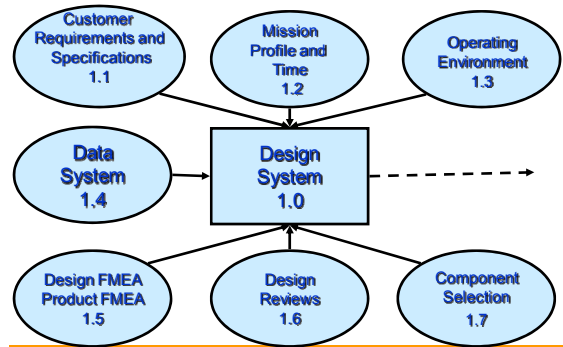 Customer
Requirements and
Specifications
1.1
Mission
Profile and
Time
1.2
Operating
Environment
1.3
Data
System
1.4
Design
System
1.0
Design FMEA
Product FMEA
1.5
Design
Reviews
1.6
Component
Selection
1.7